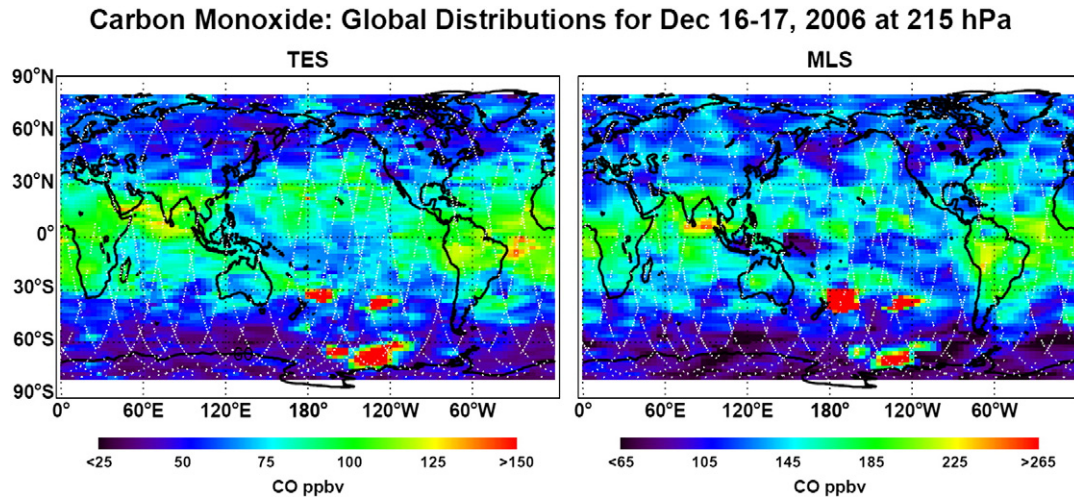 Carbon Monoxide: Global Distributions for Dec 16-17, 2006 at 215 hPa
TES
MLS
90°N
60°N
30°N
0°
30°S
60°S
90°S
0° 60°E 120°E 180° 120°W 60°W
0° 60°E 120°E 180° 120°W 60°W
<25 50 75 100 125 >150
CO ppbv
<65 105 145 185 225 >265
CO ppbv